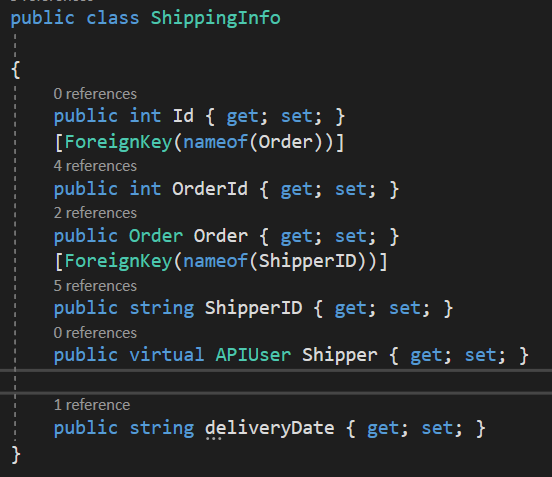 public class ShippingInfo
{
0 references
public int Id { get; set; }
[ForeignKey(nameof(Order))]
4 references
public int OrderId { get; set; }
2 references
public Order Order { get; set; }
[ForeignKey(nameof(ShipperID))]
5 references
public string ShipperID { get; set; }
0 references
public virtual APIUser Shipper { get; set; }
1 reference
public string deliveryDate { get; set; }
}